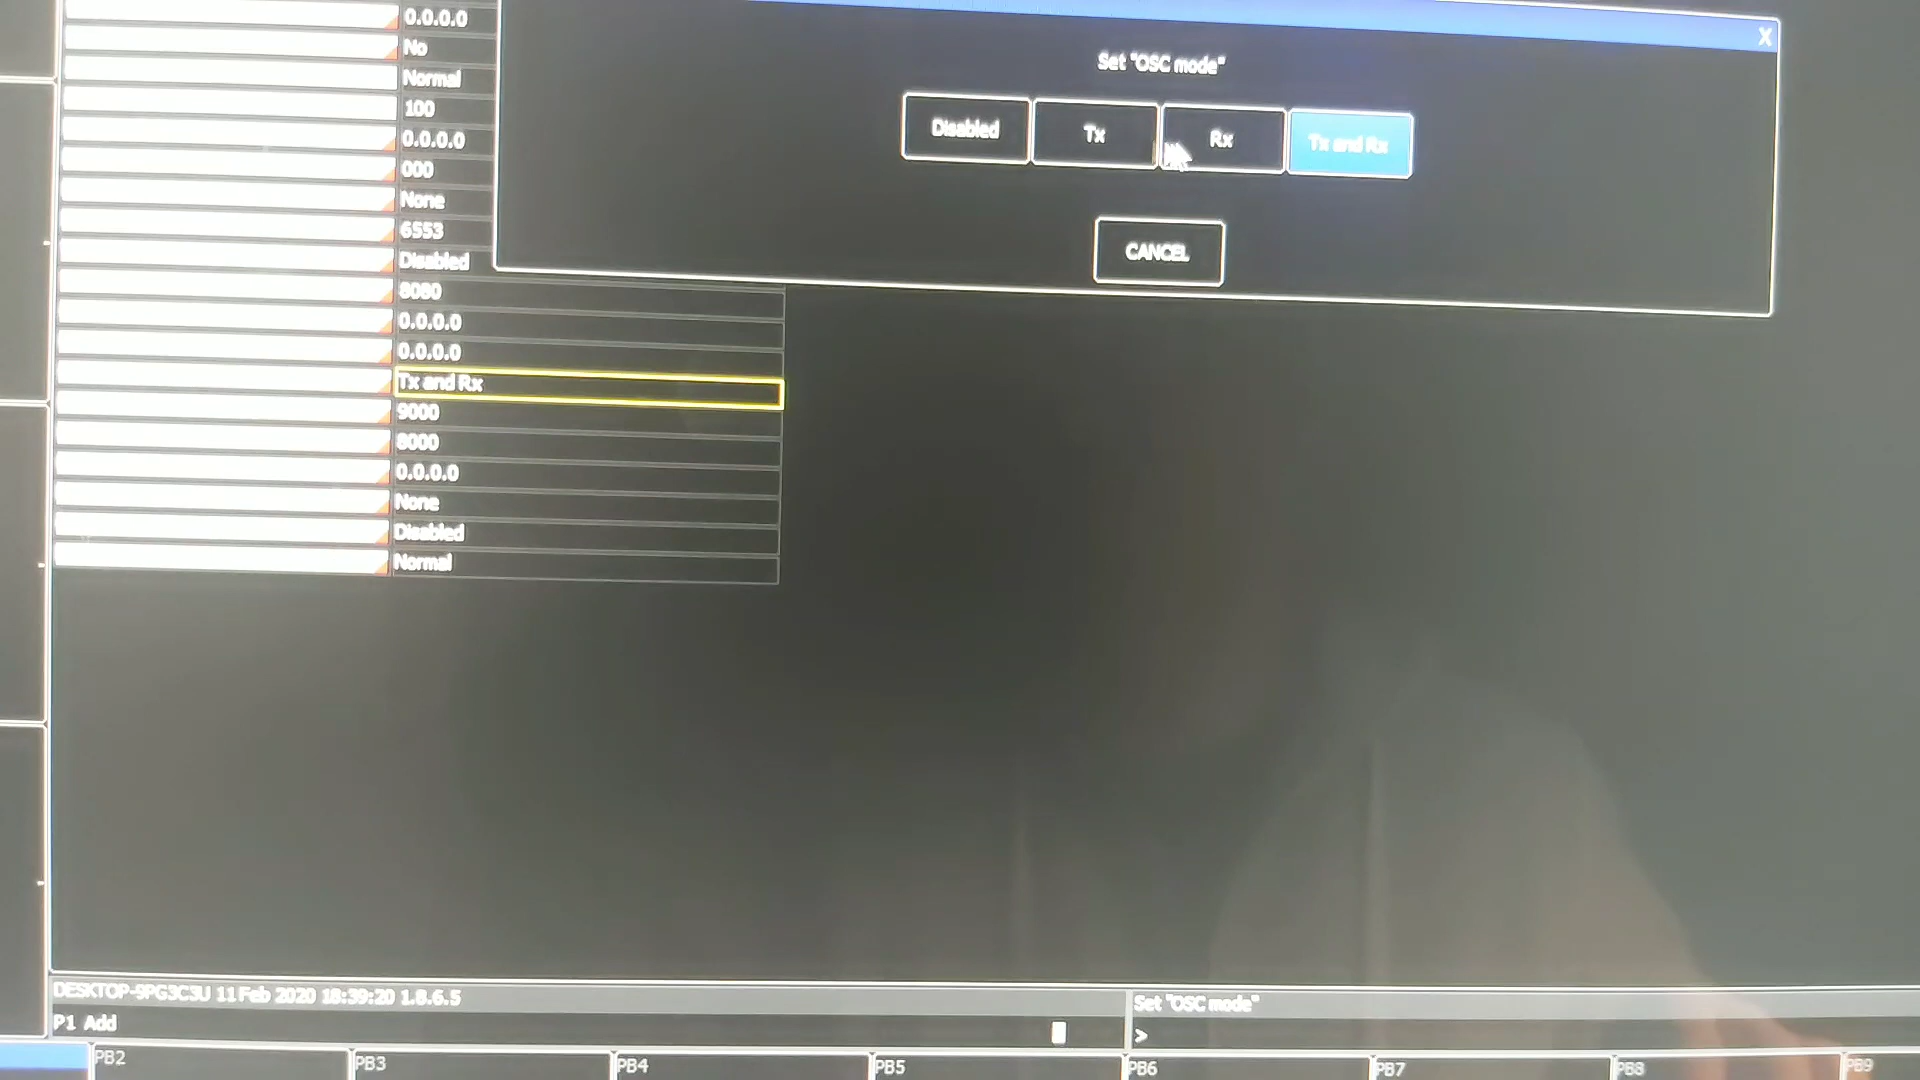 0.0.0.0
No
Normal
100
0.0.0.0
000
None
6553
Disabled
8080
0.0.0.0
0.0.0.0
Tx and Rx
9000
8000
0.0.0.0
None
Disabled
Normal
X
Set "OSC mode"
Disabled Tx Rx Tx and Rx
CANCEL
DESKTOP-9PG3C3U 11 Feb 2020 18:39:20 1.8.6.5
P1 Add
Set "OSC mode"
>
PB2 PB3 PB4 PB5 PB6 PB7 PB8 PB9